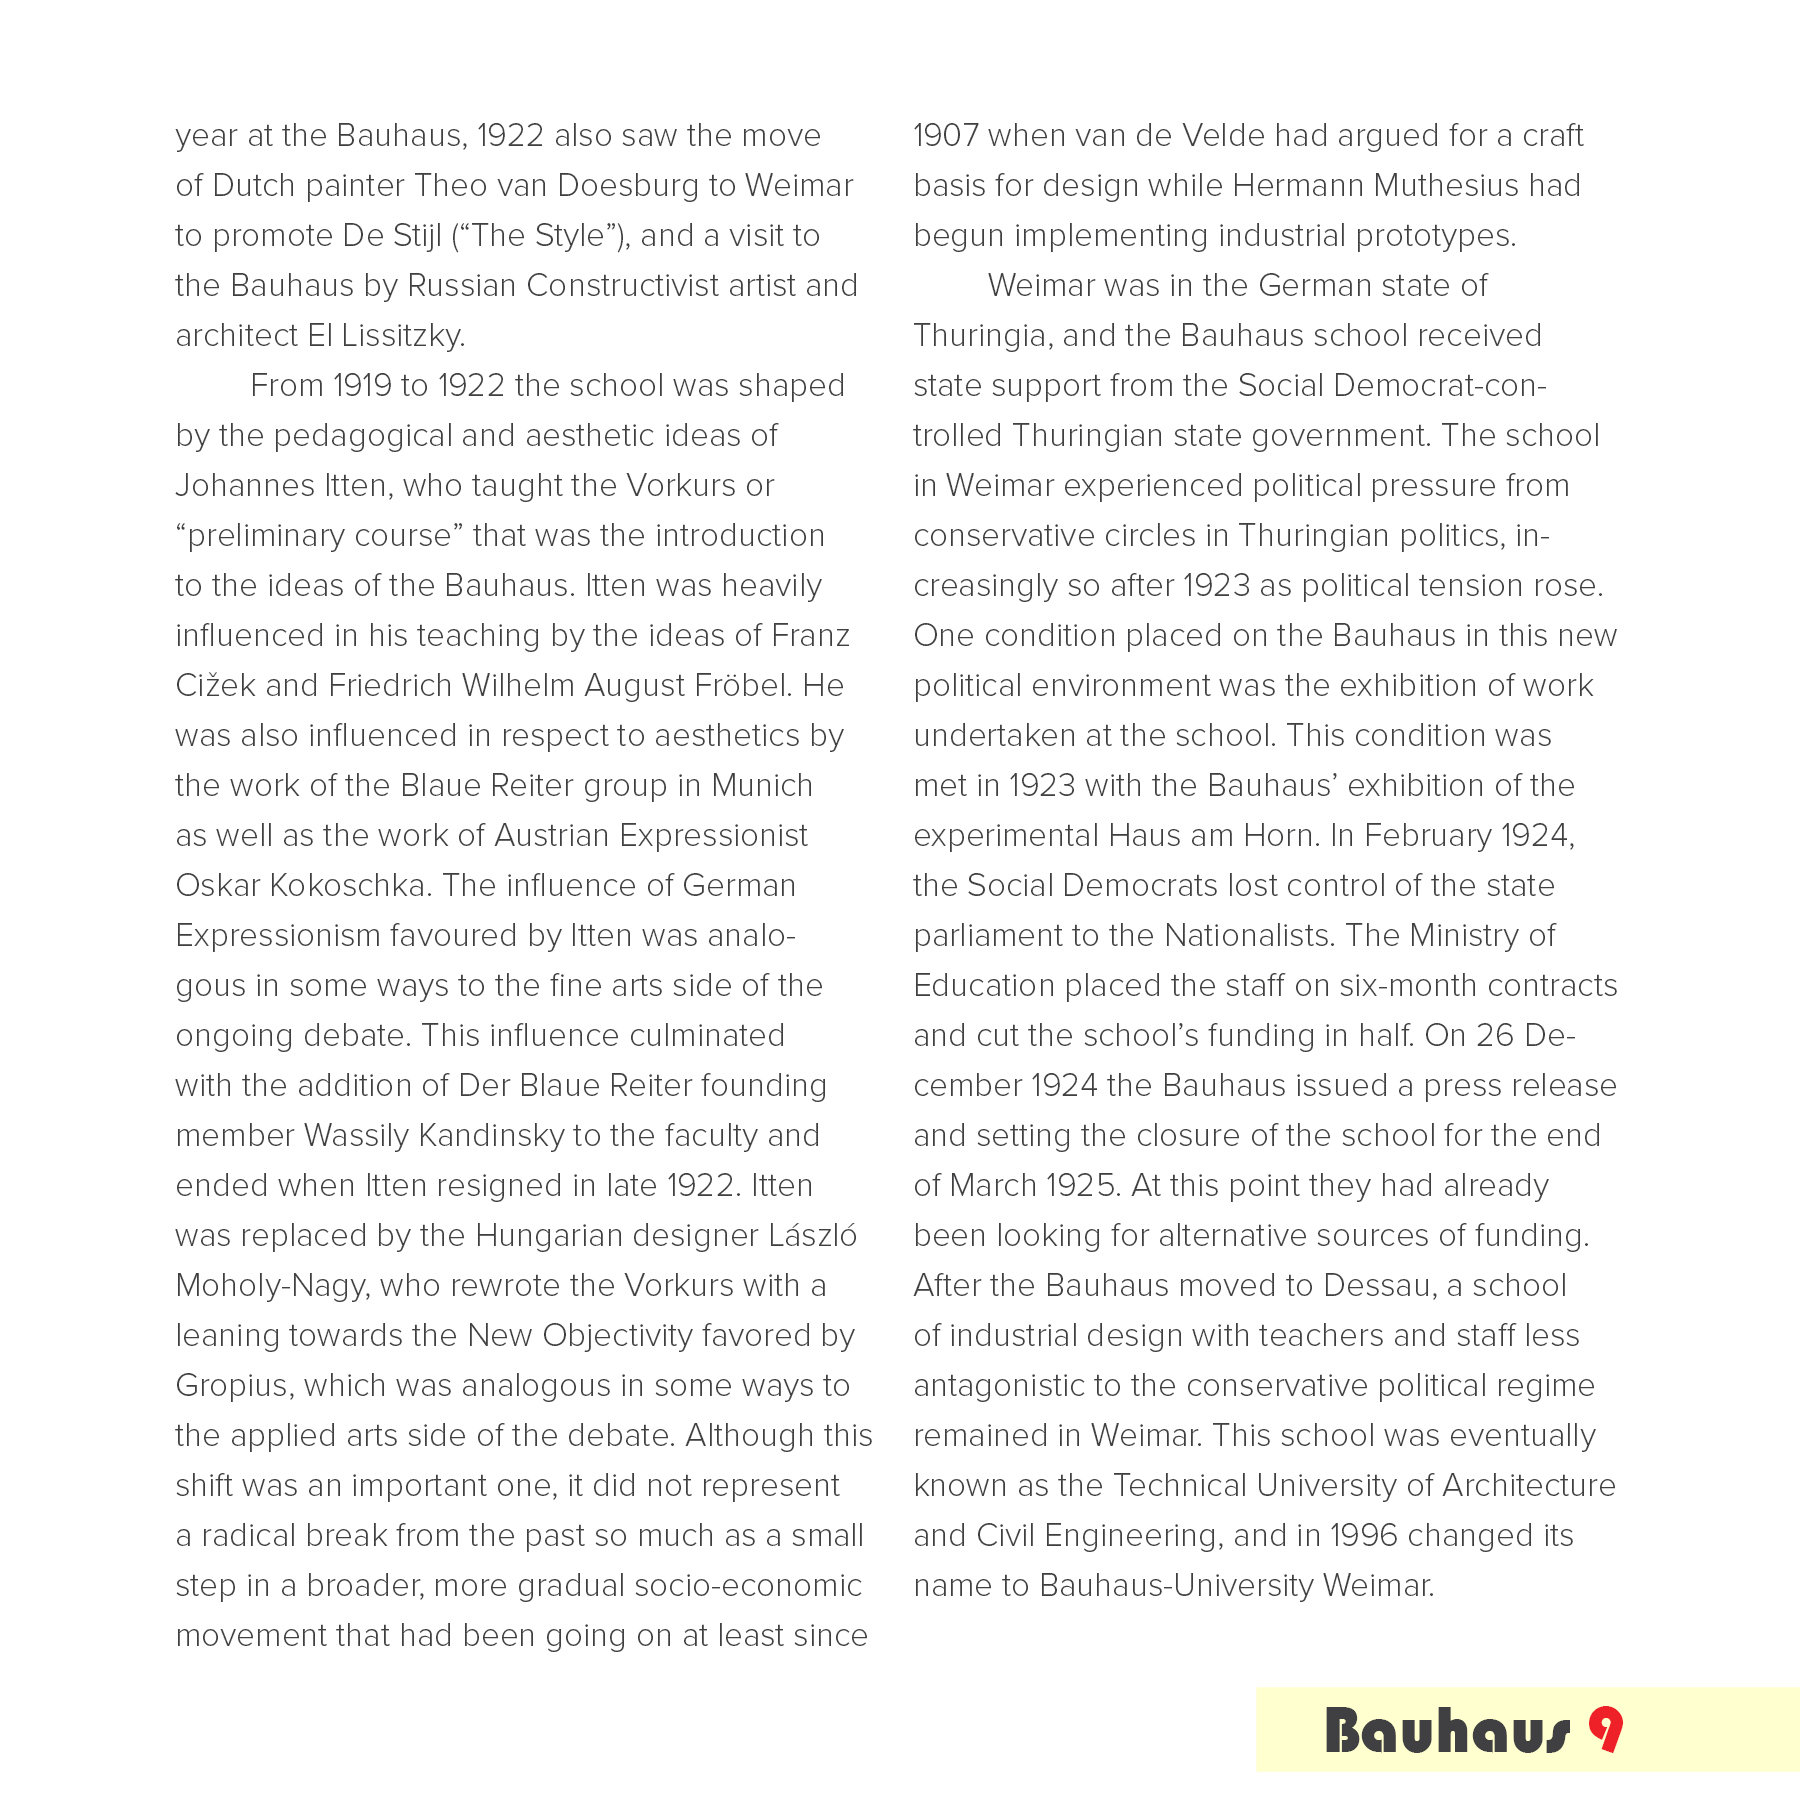 year at the Bauhaus, 1922 also saw the move
of Dutch painter Theo van Doesburg to Weimar
to promote De Stijl (“The Style”), and a visit to
the Bauhaus by Russian Constructivist artist and
architect El Lissitzky.
From 1919 to 1922 the school was shaped
by the pedagogical and aesthetic ideas of
Johannes Itten, who taught the Vorkurs or
“preliminary course” that was the introduction
to the ideas of the Bauhaus. Itten was heavily
influenced in his teaching by the ideas of Franz
Cižek and Friedrich Wilhelm August Fröbel. He
was also influenced in respect to aesthetics by
the work of the Blaue Reiter group in Munich
as well as the work of Austrian Expressionist
Oskar Kokoschka. The influence of German
Expressionism favoured by Itten was analo-
gous in some ways to the fine arts side of the
ongoing debate. This influence culminated
with the addition of Der Blaue Reiter founding
member Wassily Kandinsky to the faculty and
ended when Itten resigned in late 1922. Itten
was replaced by the Hungarian designer László
Moholy-Nagy, who rewrote the Vorkurs with a
leaning towards the New Objectivity favored by
Gropius, which was analogous in some ways to
the applied arts side of the debate. Although this
shift was an important one, it did not represent
a radical break from the past so much as a small
step in a broader, more gradual socio-economic
movement that had been going on at least since
1907 when van de Velde had argued for a craft
basis for design while Hermann Muthesius had
begun implementing industrial prototypes.
Weimar was in the German state of
Thuringia, and the Bauhaus school received
state support from the Social Democrat-con-
trolled Thuringian state government. The school
in Weimar experienced political pressure from
conservative circles in Thuringian politics, in-
creasingly so after 1923 as political tension rose.
One condition placed on the Bauhaus in this new
political environment was the exhibition of work
undertaken at the school. This condition was
met in 1923 with the Bauhaus’ exhibition of the
experimental Haus am Horn. In February 1924,
the Social Democrats lost control of the state
parliament to the Nationalists. The Ministry of
Education placed the staff on six-month contracts
and cut the school’s funding in half. On 26 De-
cember 1924 the Bauhaus issued a press release
and setting the closure of the school for the end
of March 1925. At this point they had already
been looking for alternative sources of funding.
After the Bauhaus moved to Dessau, a school
of industrial design with teachers and staff less
antagonistic to the conservative political regime
remained in Weimar. This school was eventually
known as the Technical University of Architecture
and Civil Engineering, and in 1996 changed its
name to Bauhaus-University Weimar.
Bauhaus 9